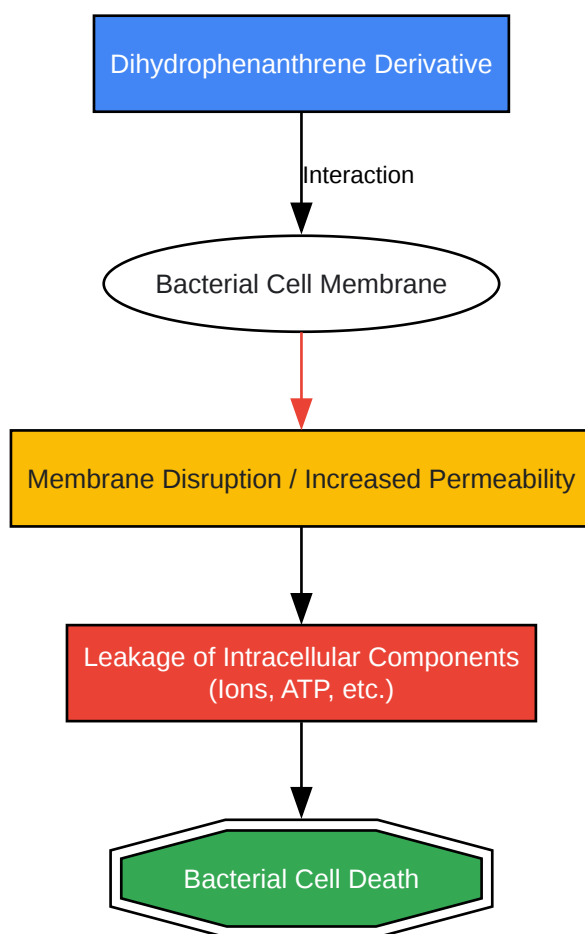 Dihydrophenanthrene Derivative
Interaction
Bacterial Cell Membrane
Membrane Disruption / Increased Permeability
Leakage of Intracellular Components
(Ions, ATP, etc.)
Bacterial Cell Death